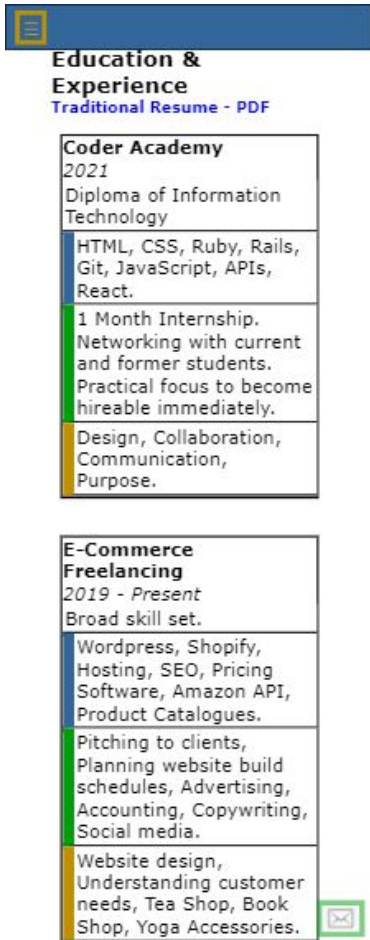 Education &
Experience
Traditional Resume - PDF
Coder Academy
2021
Diploma of Information
Technology
HTML, CSS, Ruby, Rails,
Git, JavaScript, APIs,
React.
1 Month Internship.
Networking with current
and former students.
Practical focus to become
hireable immediately.
Design, Collaboration,
Communication,
Purpose.
E-Commerce
Freelancing
2019 - Present
Broad skill set.
Wordpress, Shopify,
Hosting, SEO, Pricing
Software, Amazon API,
Product Catalogues.
Pitching to clients,
Planning website build
schedules, Advertising,
Accounting, Copywriting,
Social media.
Website design,
Understanding customer
needs, Tea Shop, Book
Shop, Yoga Accessories.